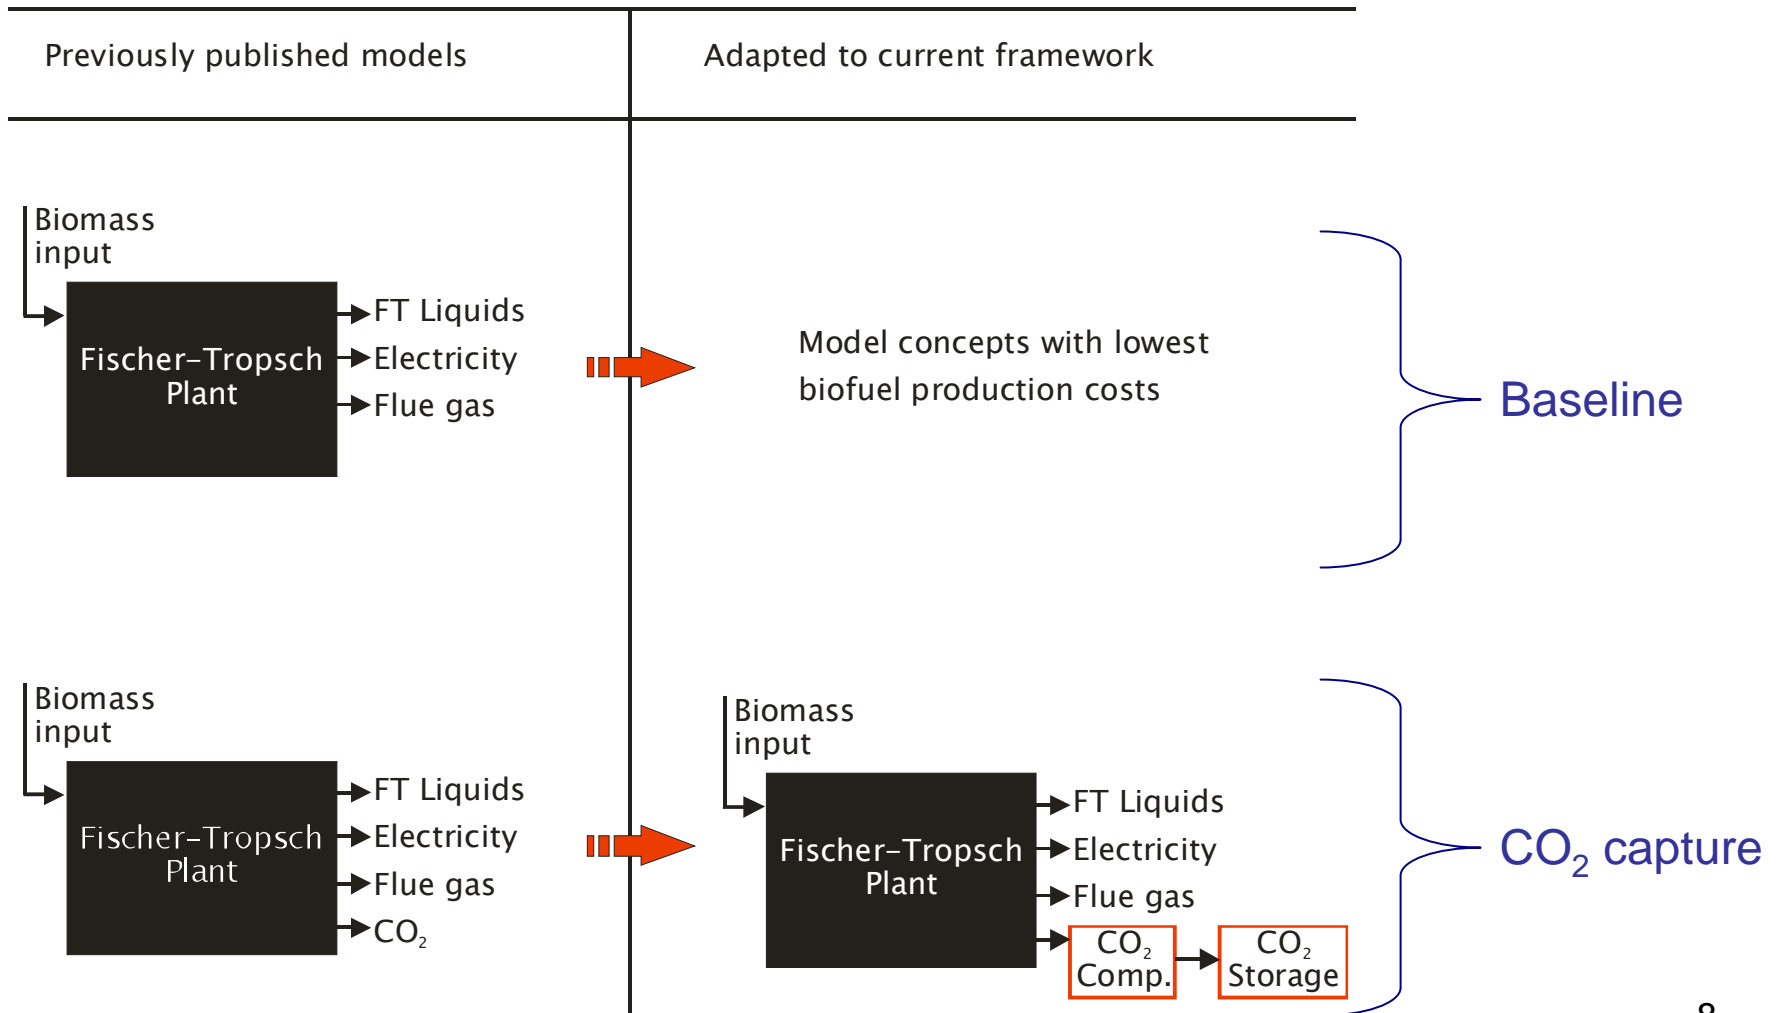 Previously published models
Adapted to current framework
Biomass
input
Fischer–Tropsch
Plant
FT Liquids
Electricity
Flue gas
Model concepts with lowest
biofuel production costs
Baseline
Biomass
input
Fischer–Tropsch
Plant
FT Liquids
Electricity
Flue gas
CO₂
Biomass
input
Fischer–Tropsch
Plant
FT Liquids
Electricity
Flue gas
CO₂
Comp.
CO₂
Storage
CO₂ capture